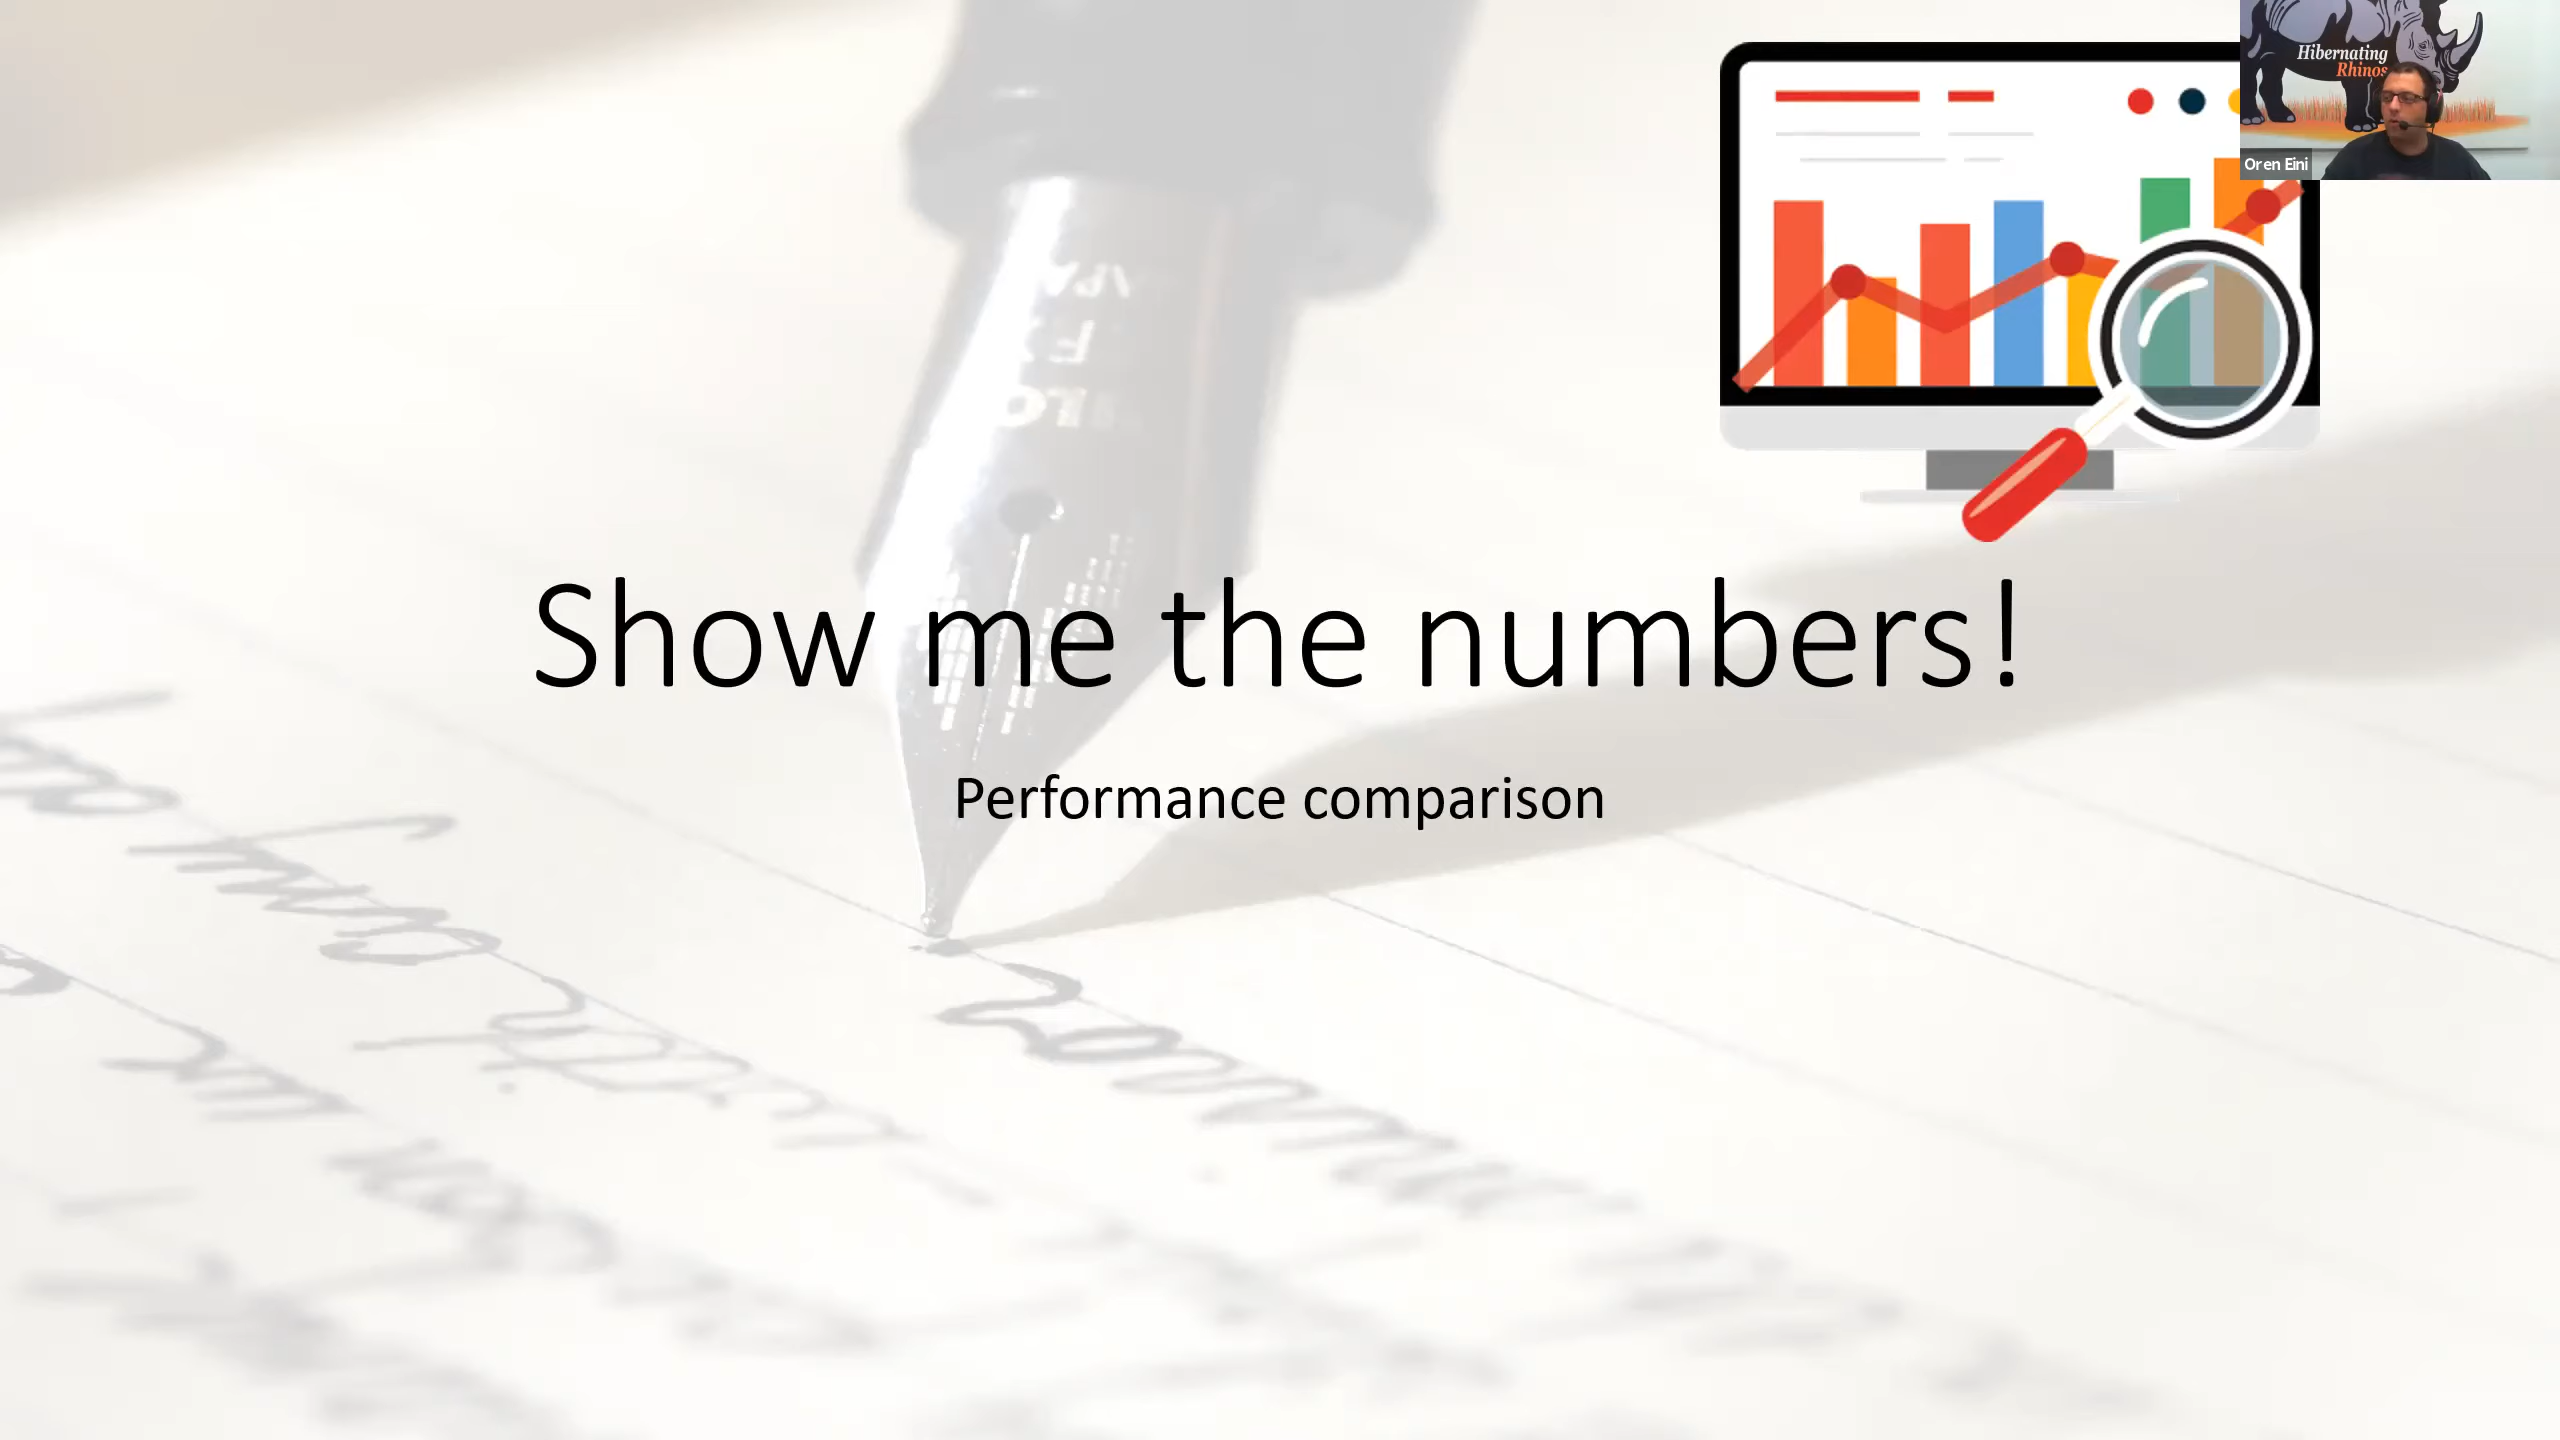 Hibernating
Rhinos
Oren Eini
Show me the numbers!
Performance comparison